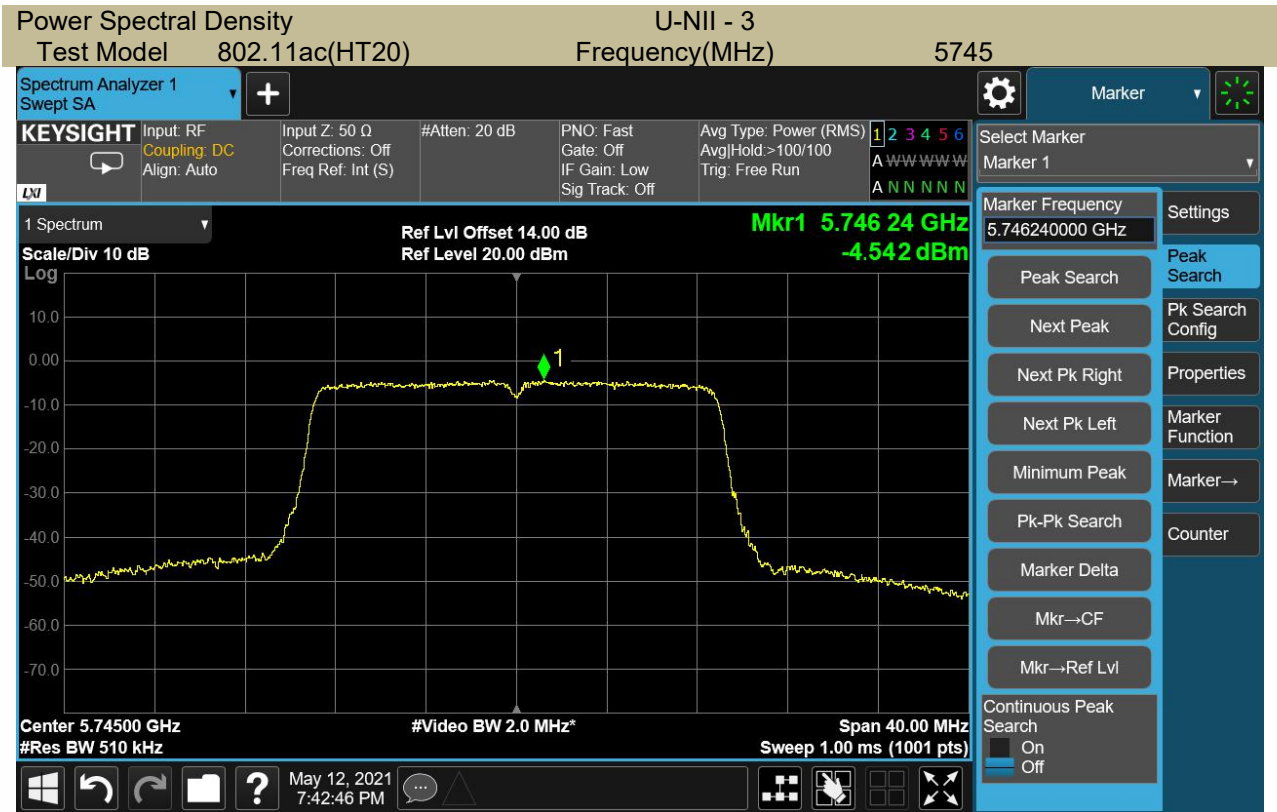 Power Spectral Density U-NII - 3
Test Model 802.11ac(HT20) Frequency(MHz) 5745
Spectrum Analyzer 1
Swept SA
+
Marker
KEYSIGHT
LXI
Input: RF
Coupling: DC
Align: Auto
Input Z: 50 Ω
Corrections: Off
Freq Ref: Int (S)
#Atten: 20 dB
PNO: Fast
Gate: Off
IF Gain: Low
Sig Track: Off
Avg Type: Power (RMS)
Avg|Hold:>100/100
Trig: Free Run
1 2 3 4 5 6
A W W W W W
A N N N N N
Select Marker
Marker 1
1 Spectrum
Scale/Div 10 dB
Ref Lvl Offset 14.00 dB
Ref Level 20.00 dBm
Mkr1 5.746 24 GHz
-4.542 dBm
Log
10.0
0.00
-10.0
-20.0
-30.0
-40.0
-50.0
-60.0
-70.0
1
Center 5.74500 GHz
#Res BW 510 kHz
#Video BW 2.0 MHz*
Span 40.00 MHz
Sweep 1.00 ms (1001 pts)
Marker Frequency
5.746240000 GHz
Peak Search
Next Peak
Next Pk Right
Next Pk Left
Minimum Peak
Pk-Pk Search
Marker Delta
Mkr→CF
Mkr→Ref Lvl
Continuous Peak
Search
On
Off
Settings
Peak
Search
Pk Search
Config
Properties
Marker
Function
Marker→
Counter
?
May 12, 2021
7:42:46 PM